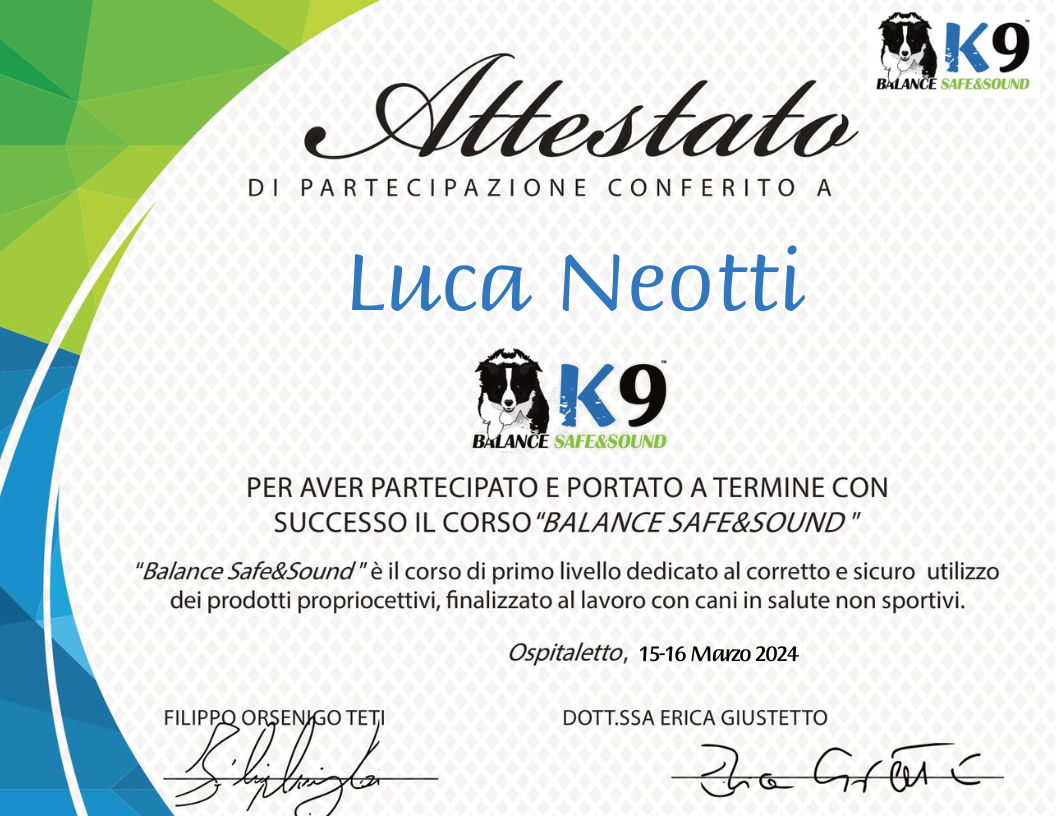 K9™
BALANCE SAFE&SOUND
Attestato
DI PARTECIPAZIONE CONFERITO A
Luca Neotti
K9™
BALANCE SAFE&SOUND
PER AVER PARTECIPATO E PORTATO A TERMINE CON
SUCCESSO IL CORSO "BALANCE SAFE&SOUND "
"Balance Safe&Sound " è il corso di primo livello dedicato al corretto e sicuro utilizzo
dei prodotti propriocettivi, finalizzato al lavoro con cani in salute non sportivi.
Ospitaletto, 15-16 Marzo 2024
FILIPPO ORSENIGO TETI
DOTT.SSA ERICA GIUSTETTO